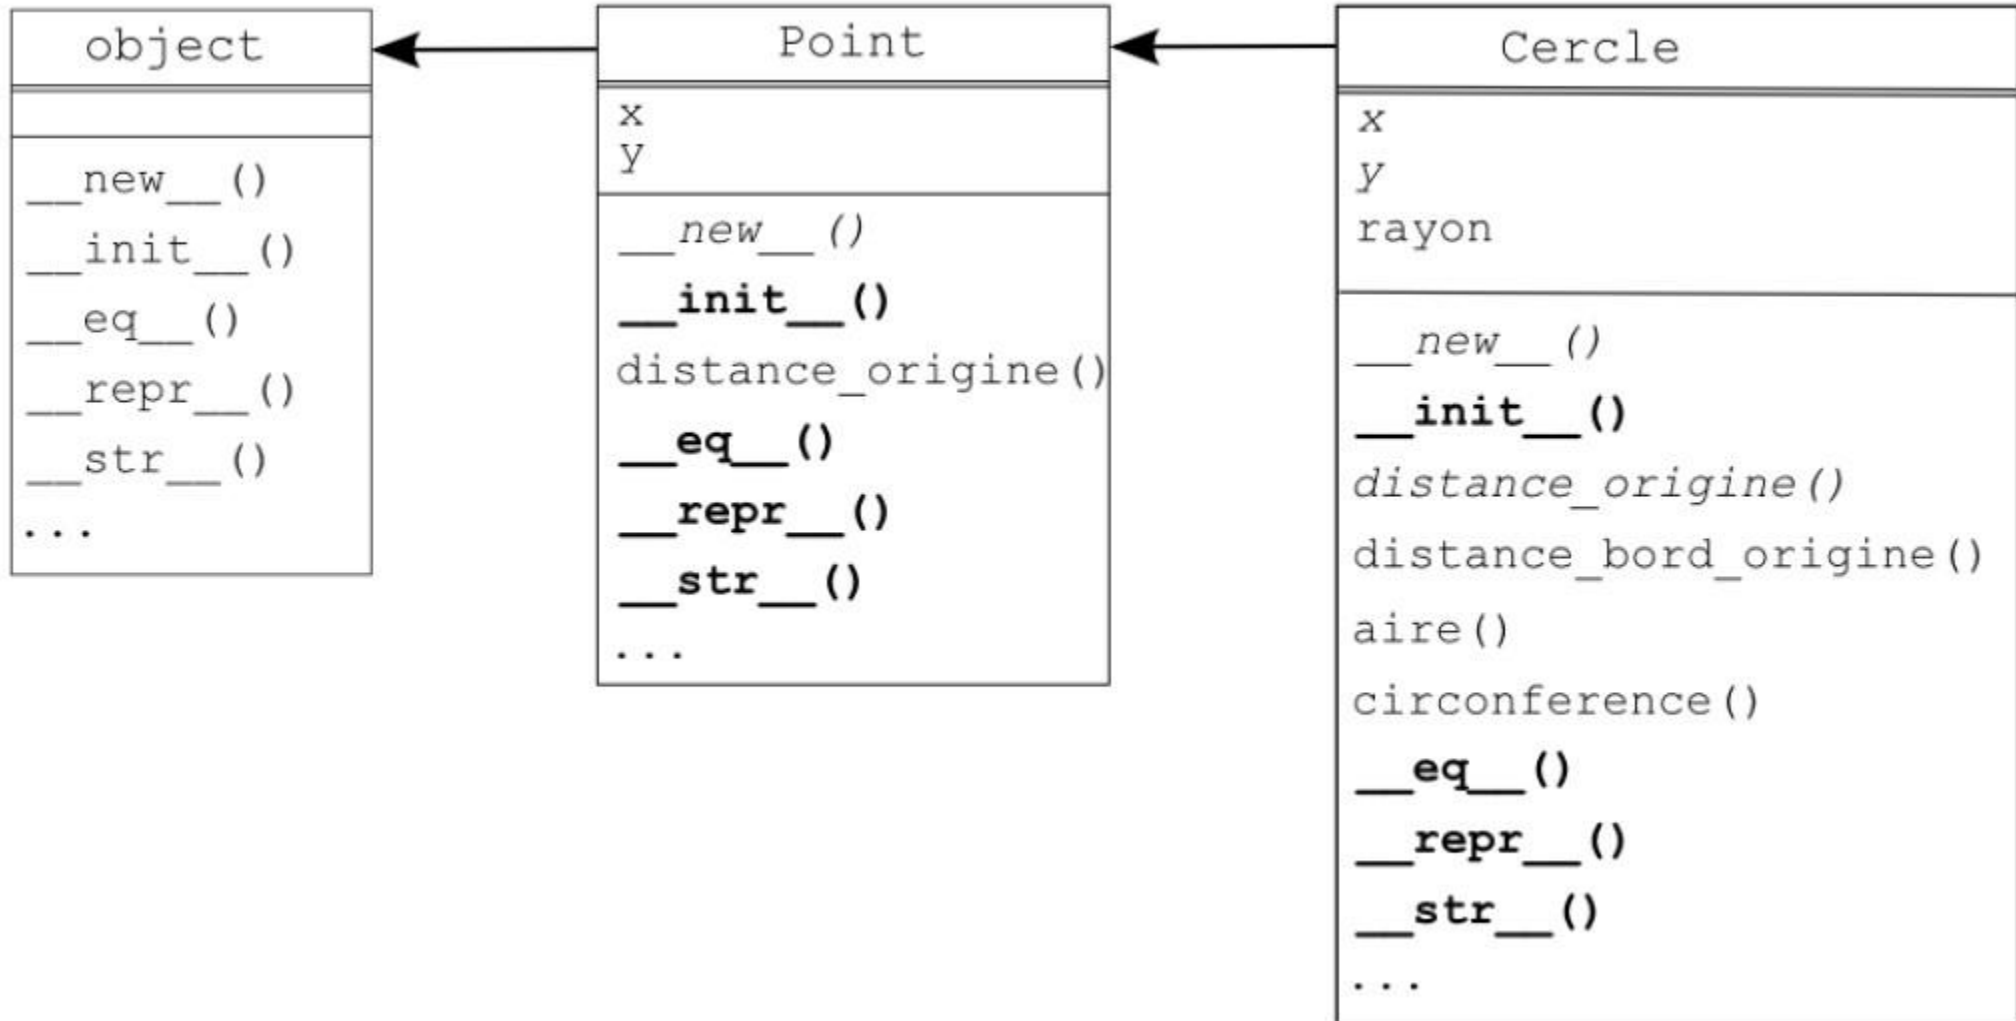 object
__new__()
__init__()
__eq__()
__repr__()
__str__()
...
Point
x
y
__new__()
__init__()
distance_origine()
__eq__()
__repr__()
__str__()
...
Cercle
x
y
rayon
__new__()
__init__()
distance_origine()
distance_bord_origine()
aire()
circonference()
__eq__()
__repr__()
__str__()
...